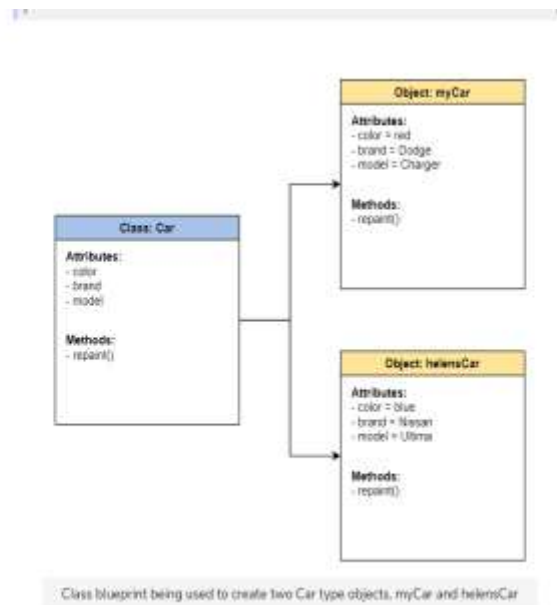 Class: Car
Attributes:
- color
- brand
- model
Methods:
- repaint()
Object: myCar
Attributes:
- color = red
- brand = Dodge
- model = Charger
Methods:
- repaint()
Object: helensCar
Attributes:
- color = blue
- brand = Nissan
- model = Ultima
Methods:
- repaint()
Class blueprint being used to create two Car type objects, myCar and helensCar